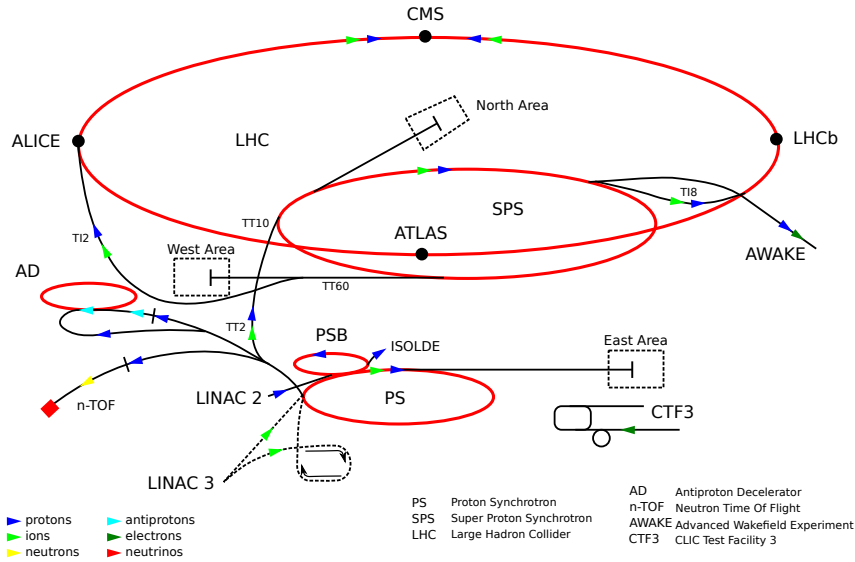 CMS
North Area
ALICE
LHC
LHCb
SPS
TI8
TT10
TI2
West Area
ATLAS
AWAKE
AD
TT60
TT2
PSB
ISOLDE
East Area
LINAC 2
PS
n-TOF
CTF3
LINAC 3
protons
ions
neutrons
antiprotons
electrons
neutrinos
PS Proton Synchrotron
SPS Super Proton Synchrotron
LHC Large Hadron Collider
AD Antiproton Decelerator
n-TOF Neutron Time Of Flight
AWAKE Advanced Wakefield Experiment
CTF3 CLIC Test Facility 3